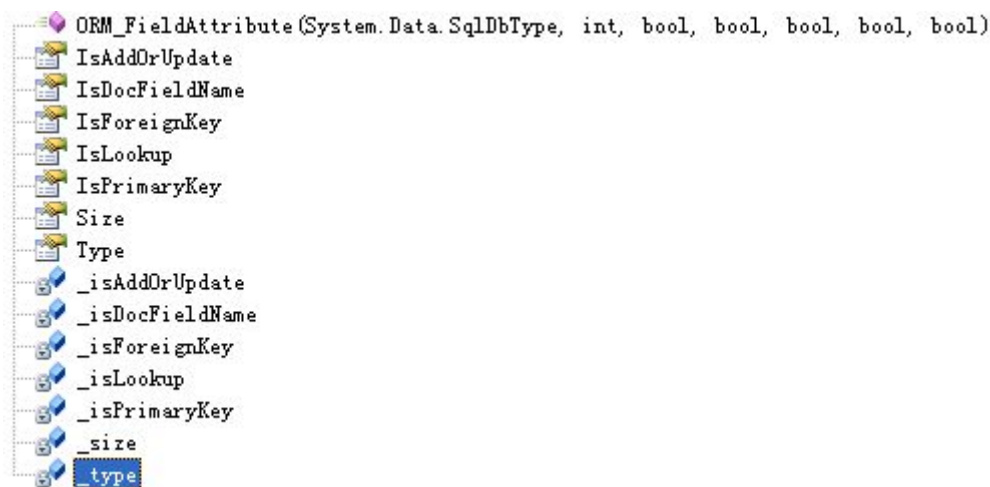 ORM_FieldAttribute(System.Data.SqlDbType, int, bool, bool, bool, bool, bool)
IsAddOrUpdate
IsDocFieldName
IsForeignKey
IsLookup
IsPrimaryKey
Size
Type
_isAddOrUpdate
_isDocFieldName
_isForeignKey
_isLookup
_isPrimaryKey
_size
_type